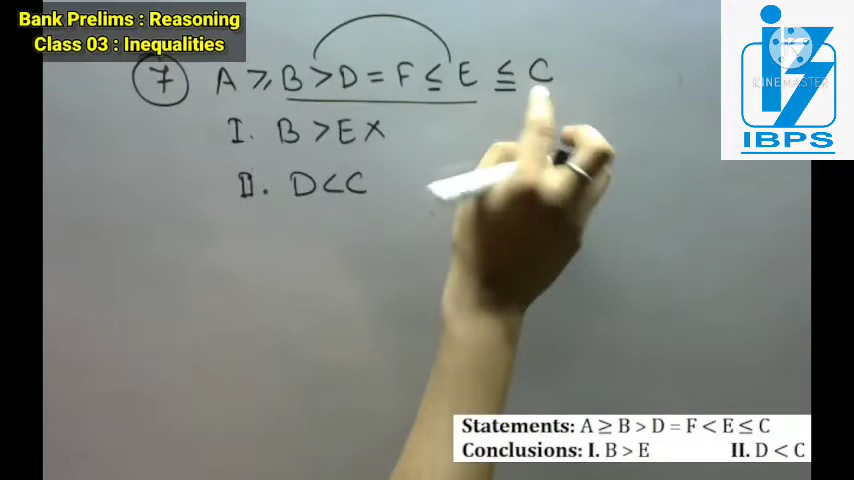 Bank Prelims : Reasoning
Class 03 : Inequalities
7 A ≥ B > D = F ≤ E ≦ C
I. B > E ×
II. D < C
KINEMASTER
IBPS
Statements: A ≥ B > D = F < E ≤ C
Conclusions: I. B > E II. D < C